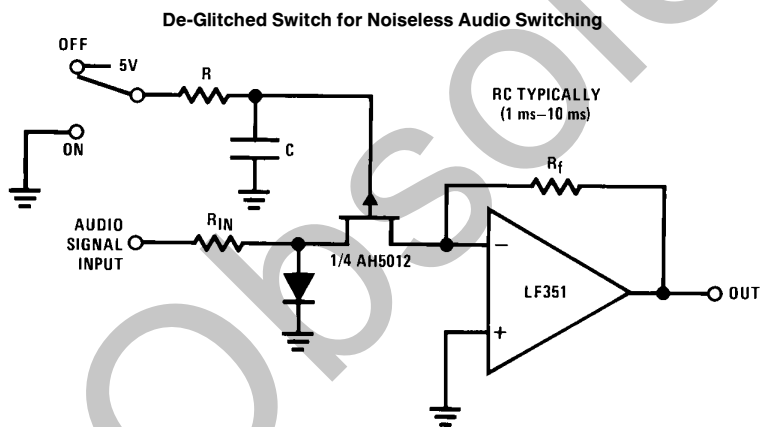 De-Glitched Switch for Noiseless Audio Switching
OFF
5V
R
RC TYPICALLY
(1 ms–10 ms)
ON
C
Rf
AUDIO
SIGNAL
INPUT
RIN
1/4 AH5012
−
LF351
OUT
+
Obsole